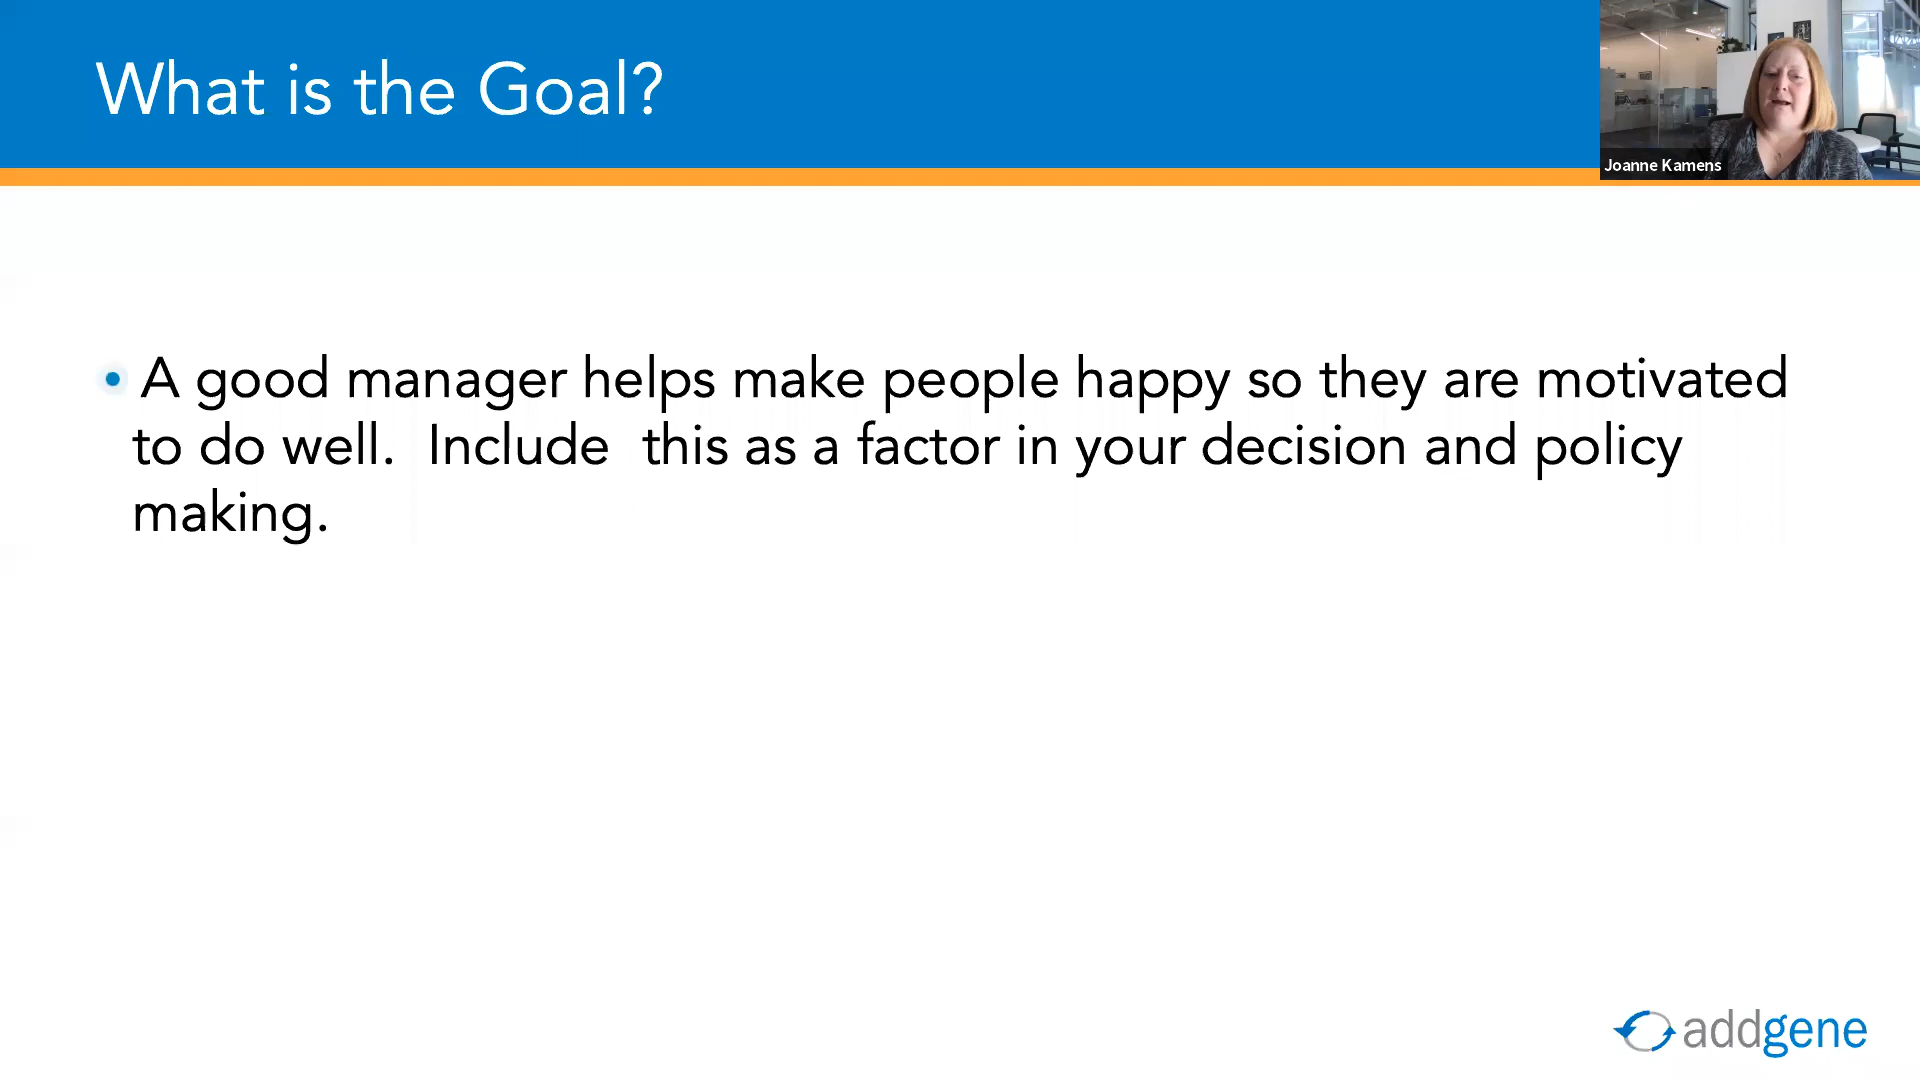 What is the Goal?
Joanne Kamens
• A good manager helps make people happy so they are motivated
to do well.  Include  this as a factor in your decision and policy
making.
addgene